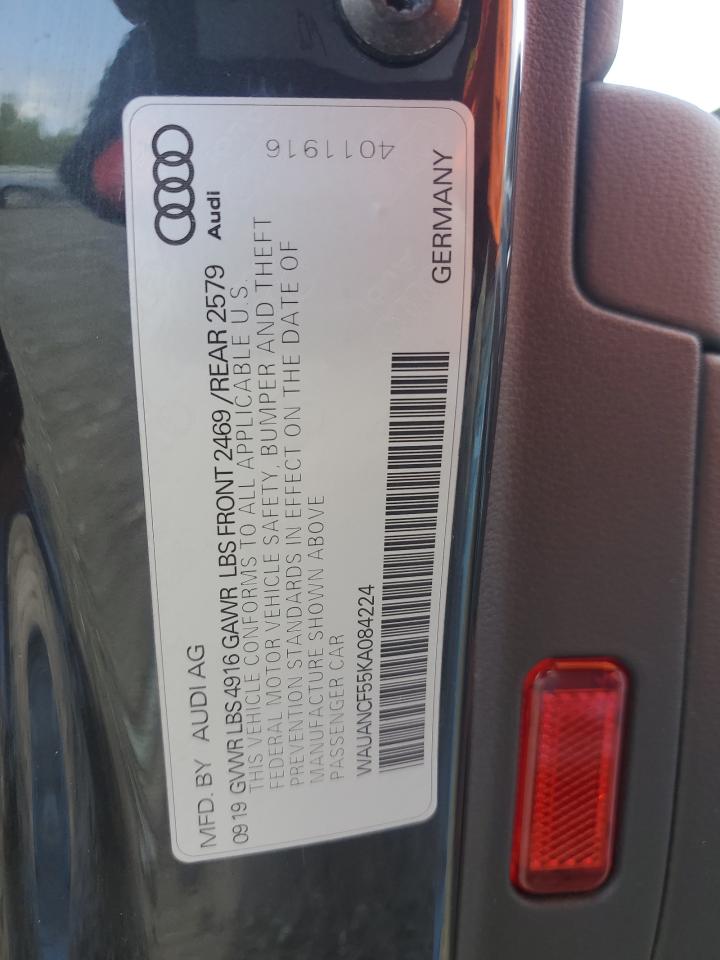 MFD. BY AUDI AG
Audi
09 19 GVWR LBS 4916 GAWR LBS FRONT 2469 / REAR 2579
THIS VEHICLE CONFORMS TO ALL APPLICABLE U.S.
FEDERAL MOTOR VEHICLE SAFETY, BUMPER AND THEFT
PREVENTION STANDARDS IN EFFECT ON THE DATE OF
MANUFACTURE SHOWN ABOVE
PASSENGER CAR
4011916
WAUANCF55KA084224
GERMANY